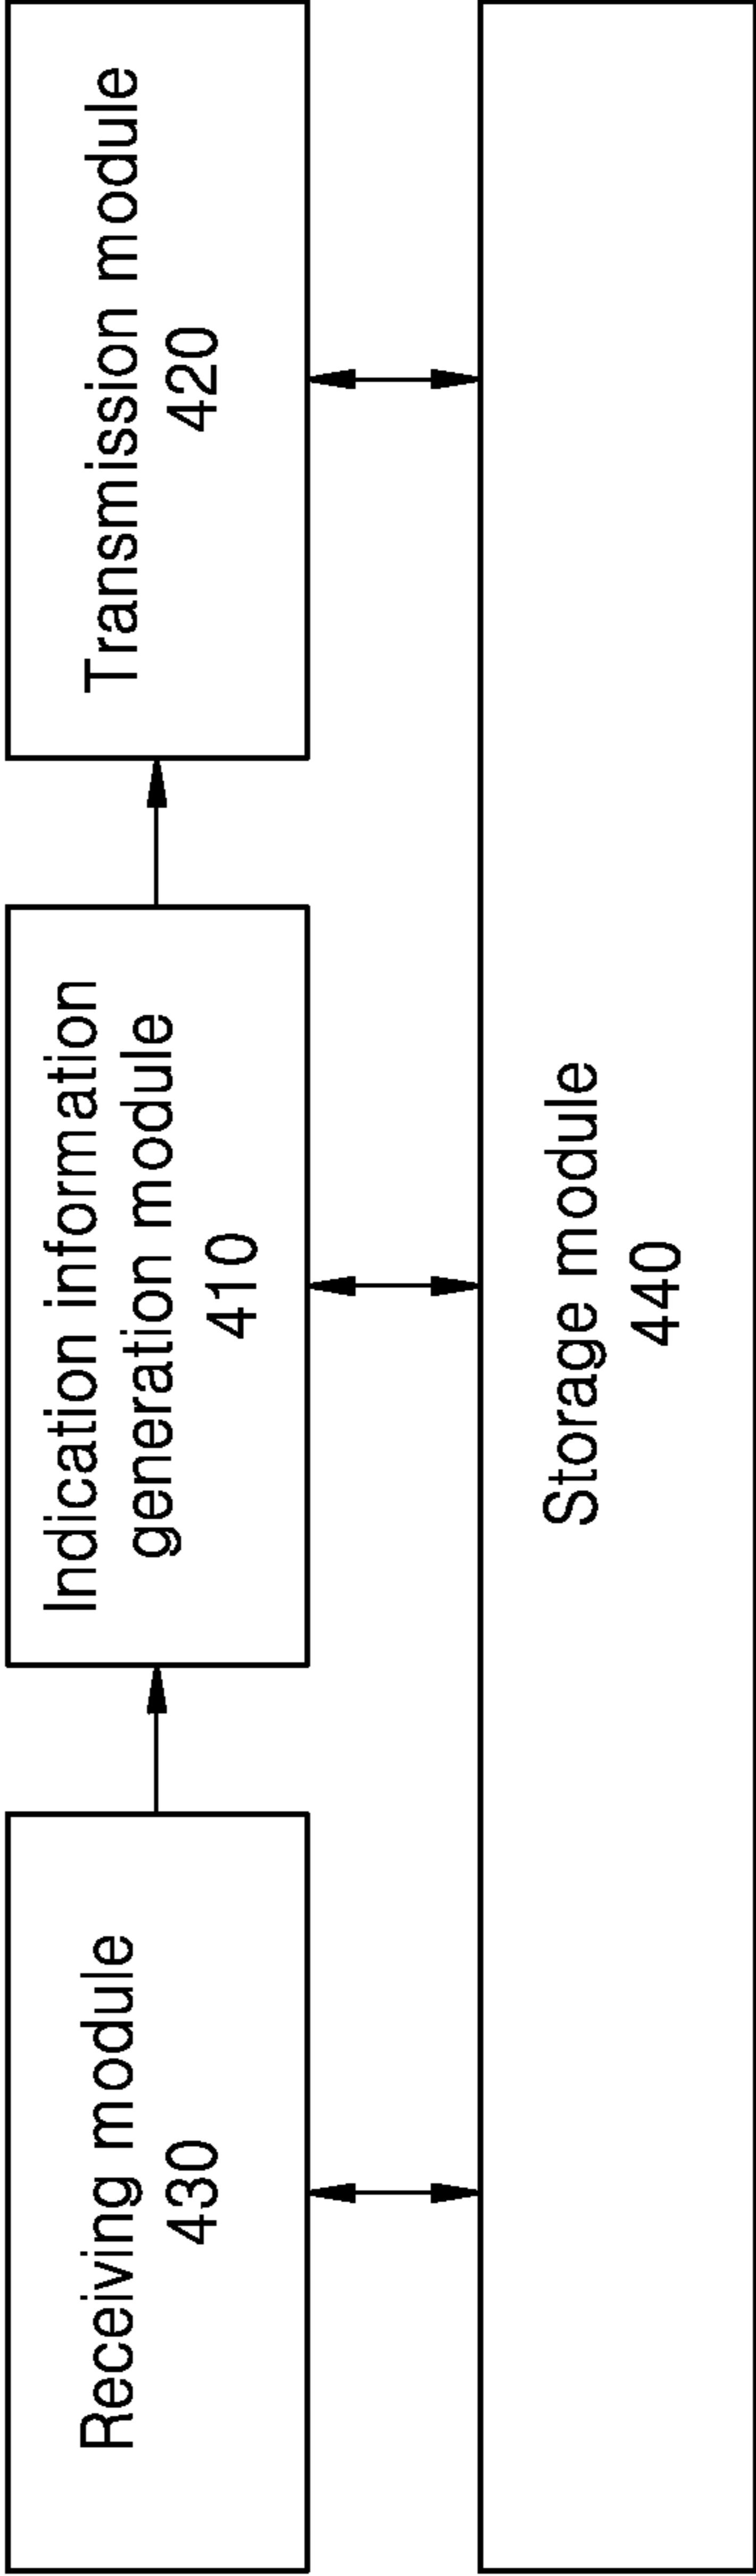 Receiving module
430
Indication information
generation module
410
Transmission module
420
Storage module
440